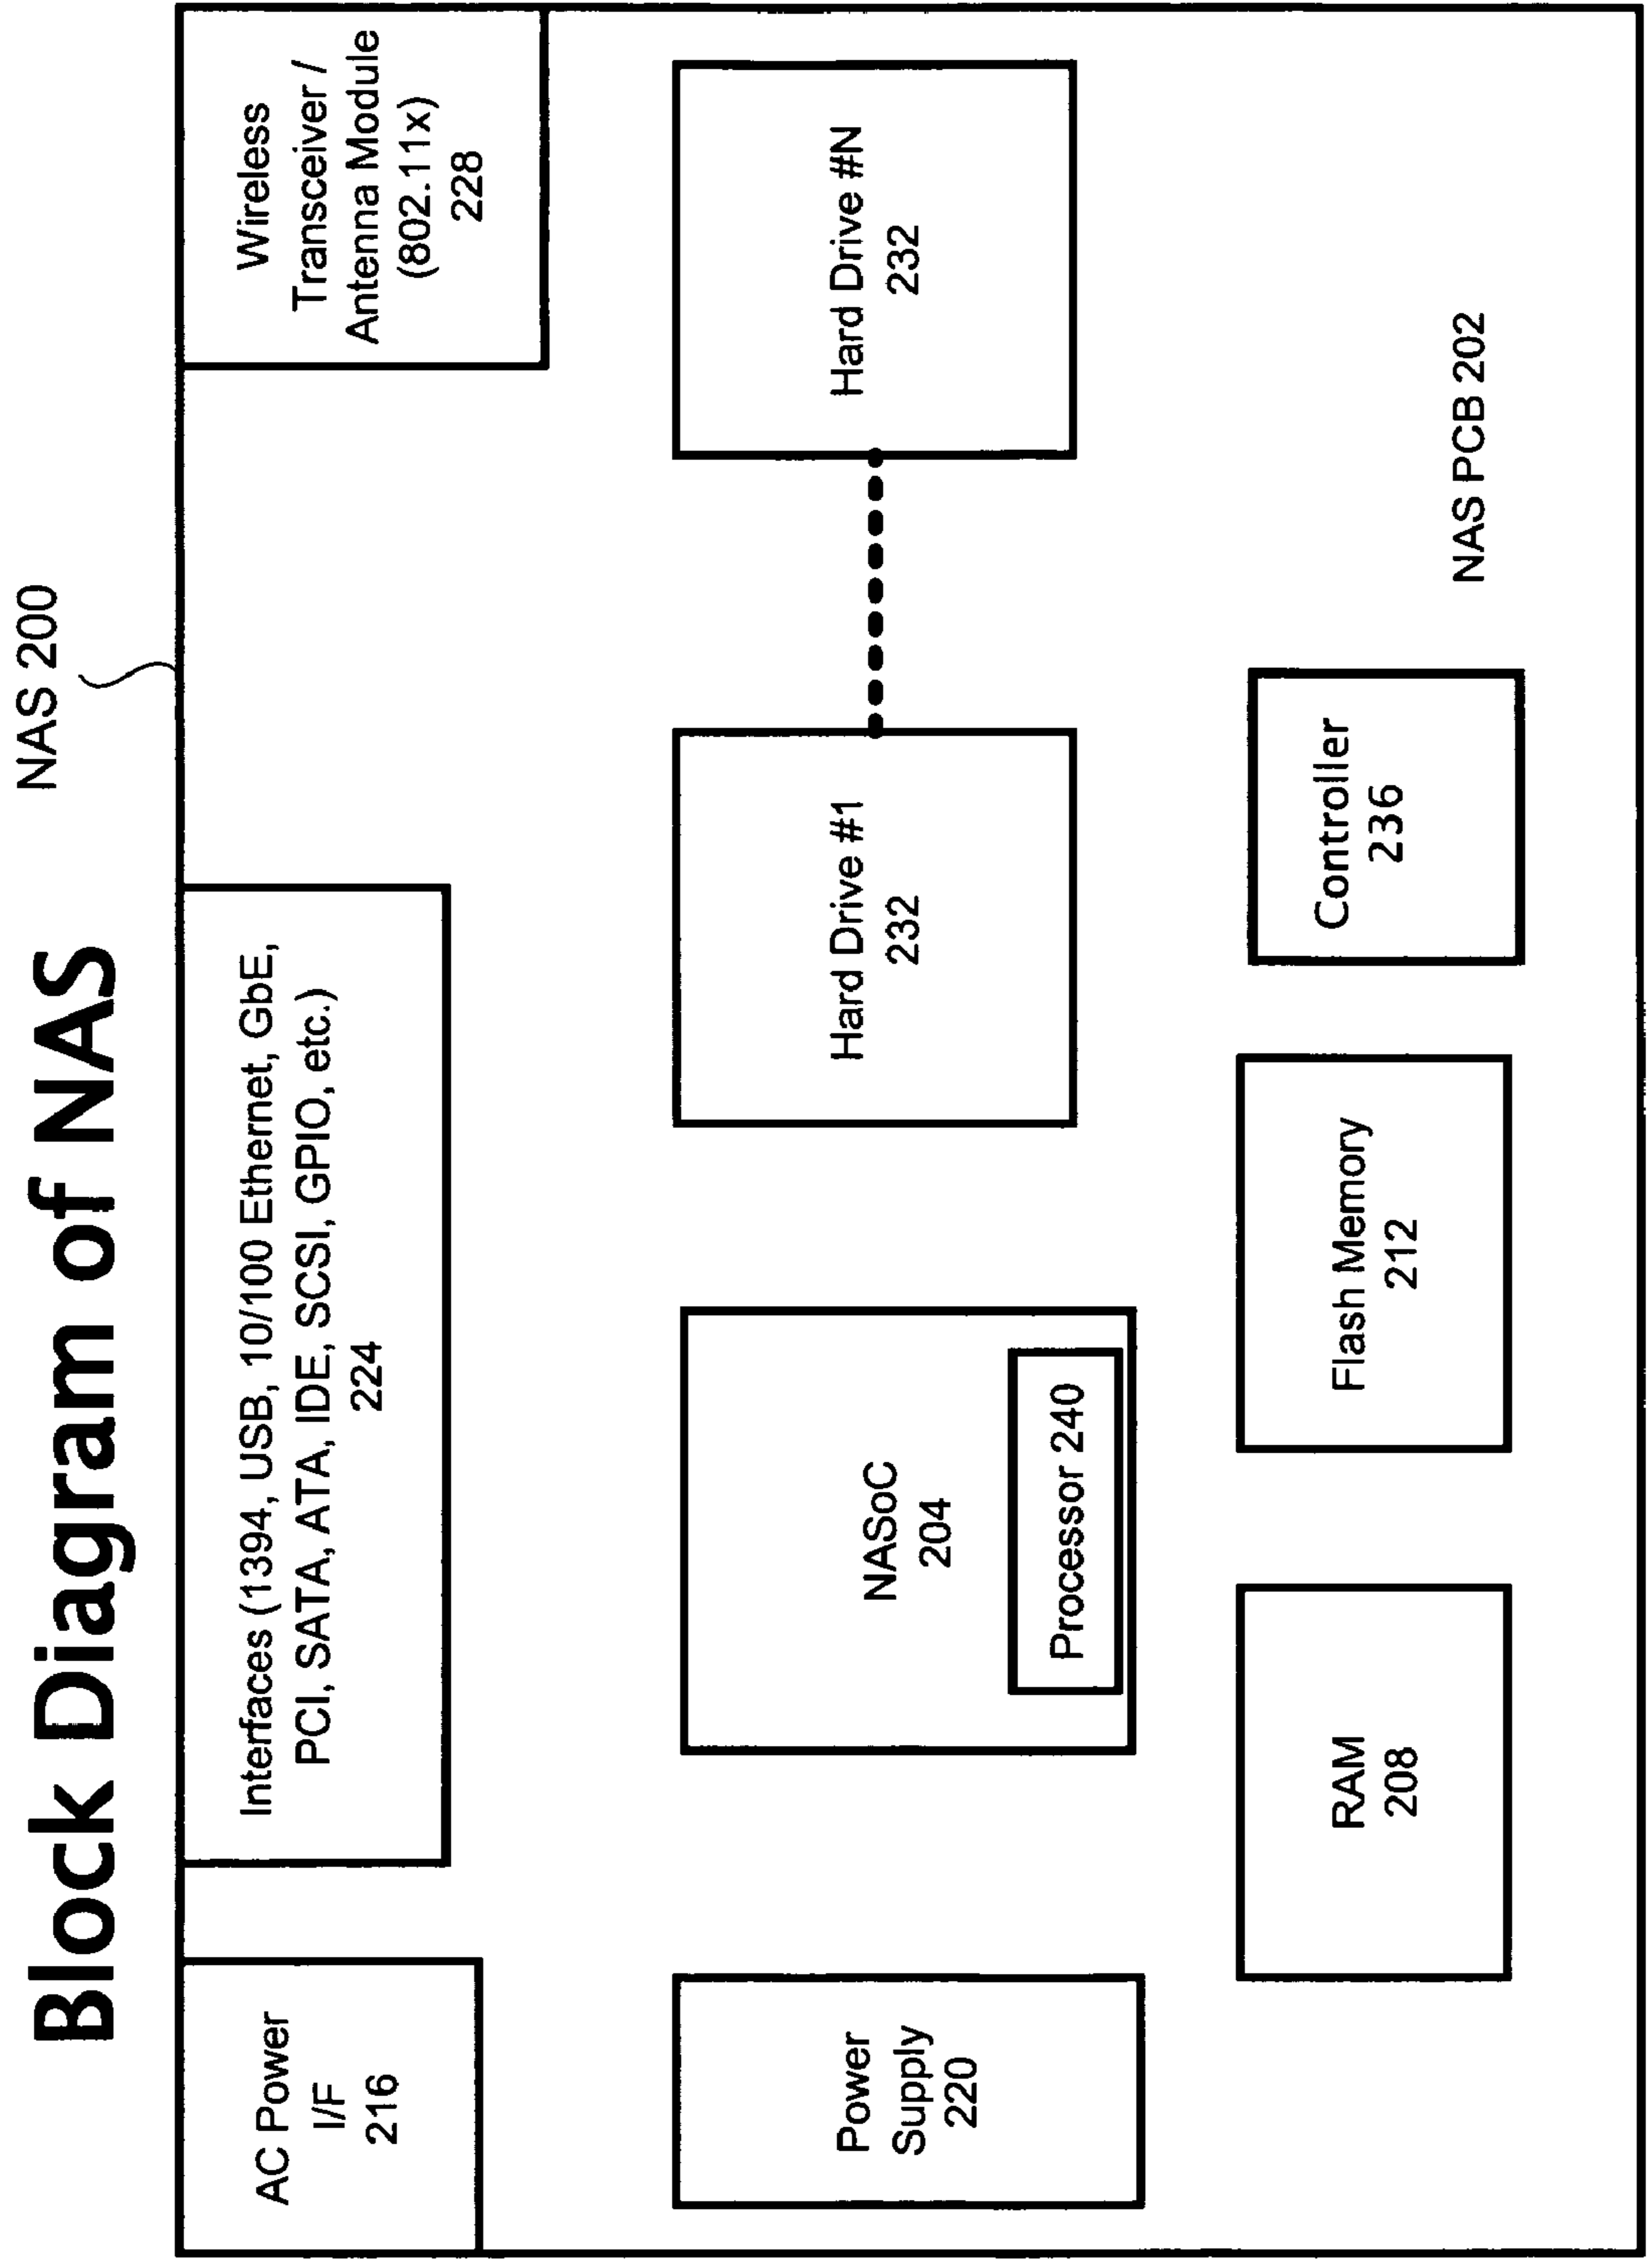 Block Diagram of NAS
NAS 200
AC Power
I/F
216
Interfaces (1394, USB, 10/100 Ethernet, GbE,
PCI, SATA, ATA, IDE, SCSI, GPIO, etc.)
224
Wireless
Transceiver /
Antenna Module
(802.11x)
228
Power
Supply
220
NASoC
204
Processor 240
Hard Drive #1
232
Hard Drive #N
232
RAM
208
Flash Memory
212
Controller
236
NAS PCB 202